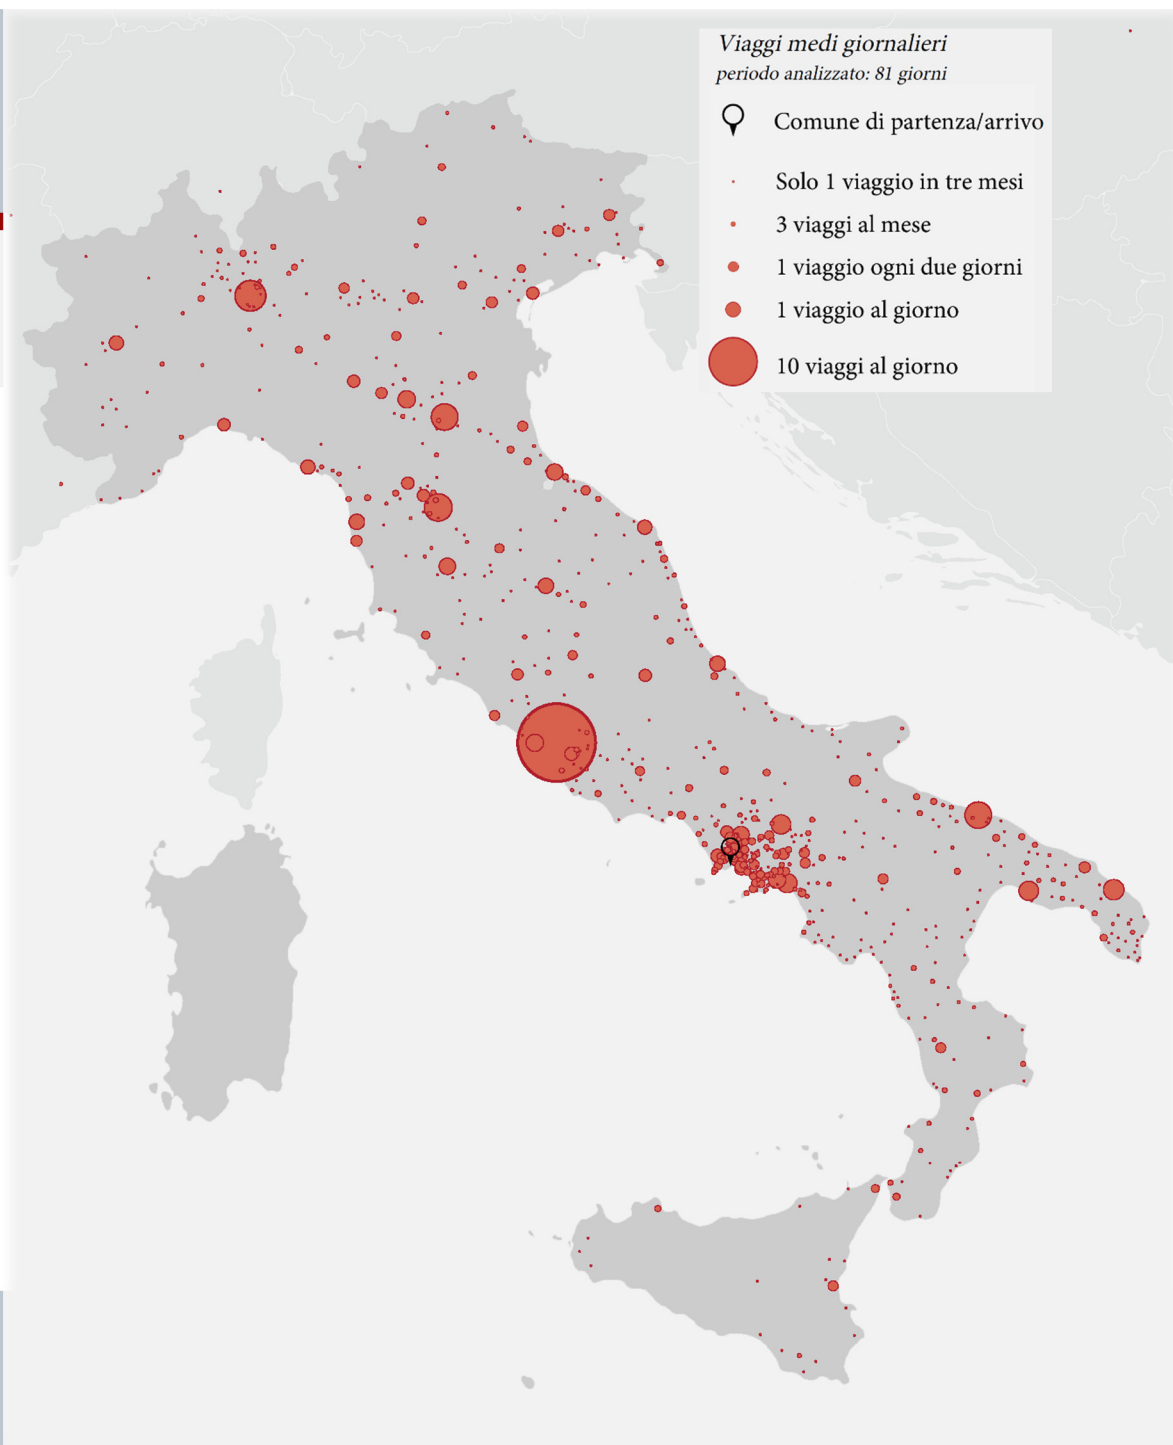 Viaggi medi giornalieri
periodo analizzato: 81 giorni
Comune di partenza/arrivo
Solo 1 viaggio in tre mesi
3 viaggi al mese
1 viaggio ogni due giorni
1 viaggio al giorno
10 viaggi al giorno